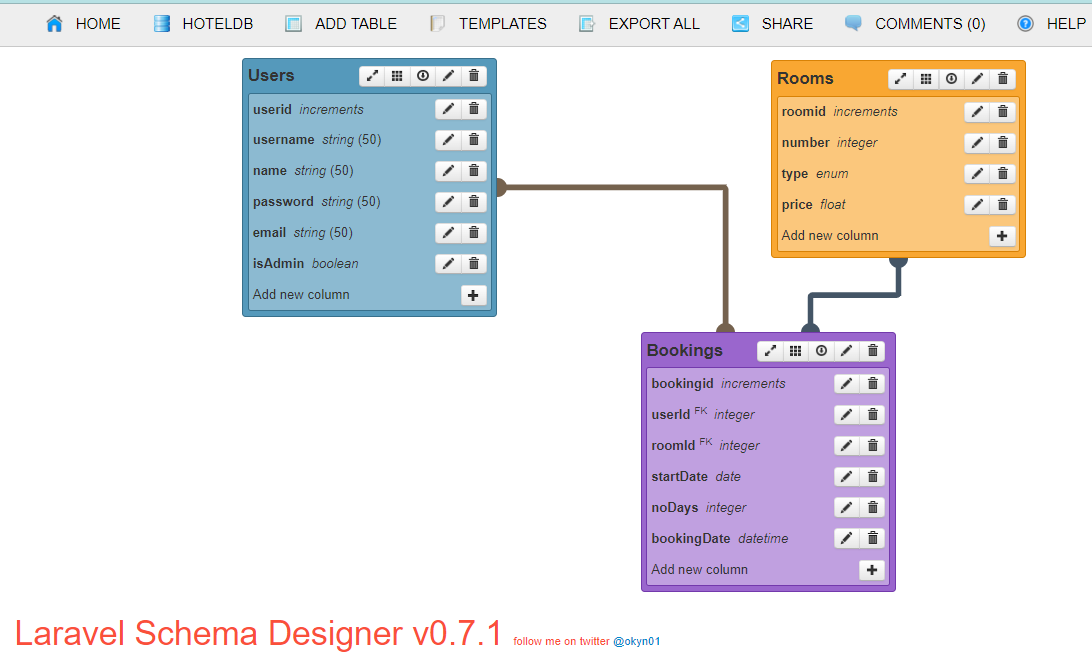 HOME HOTELDB ADD TABLE TEMPLATES EXPORT ALL SHARE COMMENTS (0) HELP
Users
userid increments
username string (50)
name string (50)
password string (50)
email string (50)
isAdmin boolean
Add new column
Rooms
roomid increments
number integer
type enum
price float
Add new column
Bookings
bookingid increments
userId FK integer
roomId FK integer
startDate date
noDays integer
bookingDate datetime
Add new column
Laravel Schema Designer v0.7.1 follow me on twitter @okyn01